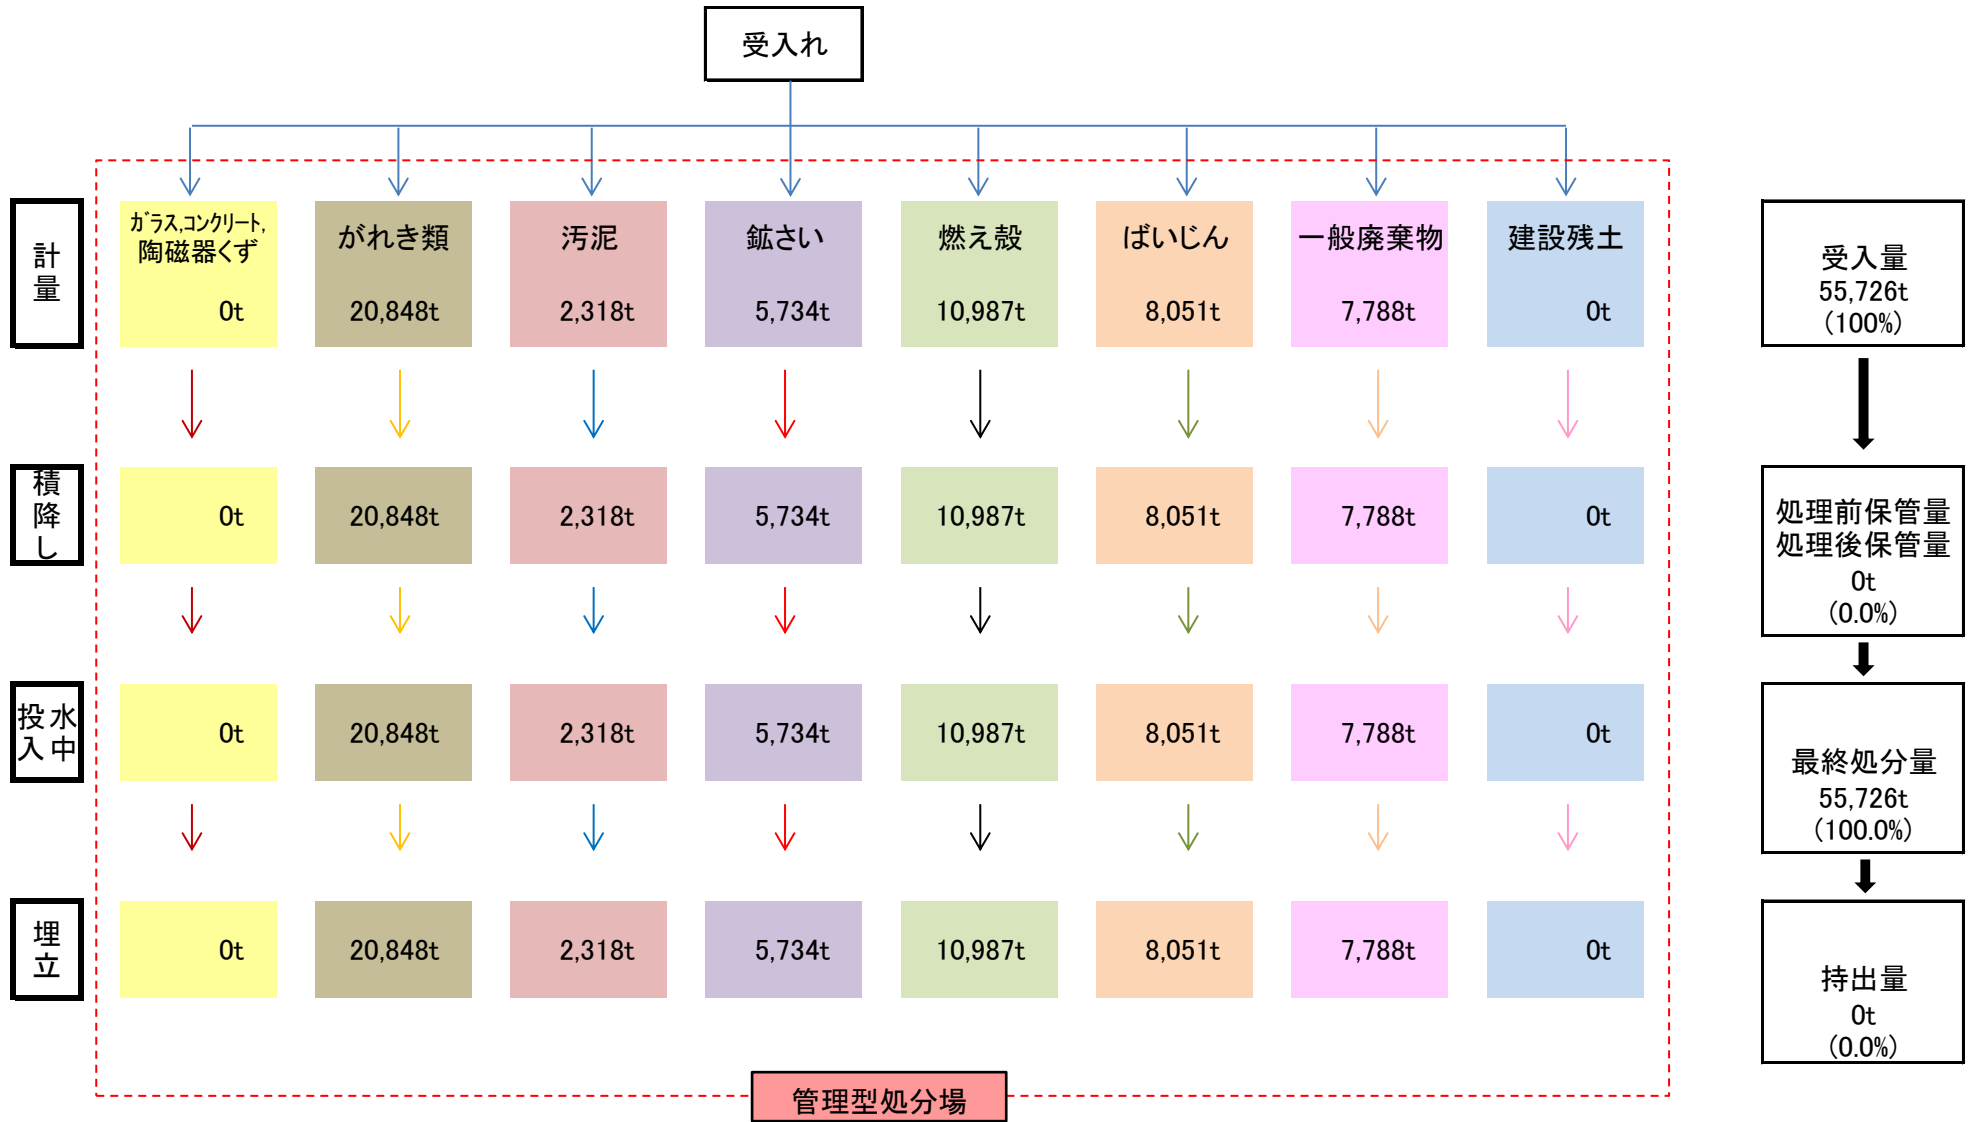 受入れ
計
量
ｶﾞﾗｽ,ｺﾝｸﾘｰﾄ,
陶磁器くず
0t
がれき類
20,848t
汚泥
2,318t
鉱さい
5,734t
燃え殻
10,987t
ばいじん
8,051t
一般廃棄物
7,788t
建設残土
0t
受入量
55,726t
(100%)
積
降
し
0t
20,848t
2,318t
5,734t
10,987t
8,051t
7,788t
0t
処理前保管量
処理後保管量
0t
(0.0%)
投水
入中
0t
20,848t
2,318t
5,734t
10,987t
8,051t
7,788t
0t
最終処分量
55,726t
(100.0%)
埋
立
0t
20,848t
2,318t
5,734t
10,987t
8,051t
7,788t
0t
持出量
0t
(0.0%)
管理型処分場